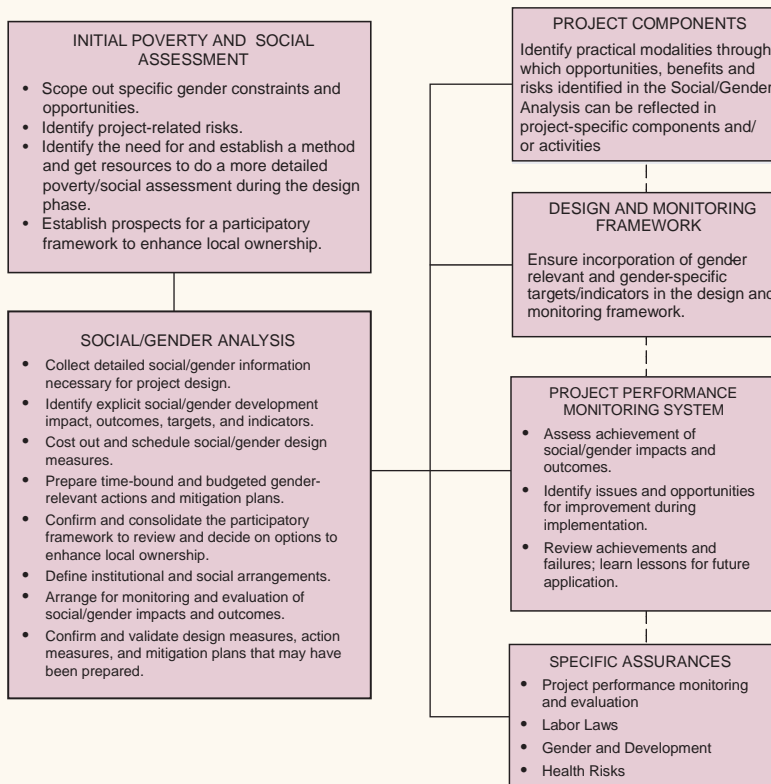 INITIAL POVERTY AND SOCIAL
ASSESSMENT
• Scope out specific gender constraints and
opportunities.
• Identify project-related risks.
• Identify the need for and establish a method
and get resources to do a more detailed
poverty/social assessment during the design
phase.
• Establish prospects for a participatory
framework to enhance local ownership.
SOCIAL/GENDER ANALYSIS
• Collect detailed social/gender information
necessary for project design.
• Identify explicit social/gender development
impact, outcomes, targets, and indicators.
• Cost out and schedule social/gender design
measures.
• Prepare time-bound and budgeted gender-
relevant actions and mitigation plans.
• Confirm and consolidate the participatory
framework to review and decide on options to
enhance local ownership.
• Define institutional and social arrangements.
• Arrange for monitoring and evaluation of
social/gender impacts and outcomes.
• Confirm and validate design measures, action
measures, and mitigation plans that may have
been prepared.
PROJECT COMPONENTS
Identify practical modalities through
which opportunities, benefits and
risks identified in the Social/Gender
Analysis can be reflected in
project-specific components and/
or activities
DESIGN AND MONITORING
FRAMEWORK
Ensure incorporation of gender-
relevant and gender-specific
targets/indicators in the design and
monitoring framework.
PROJECT PERFORMANCE
MONITORING SYSTEM
• Assess achievement of
social/gender impacts and
outcomes.
• Identify issues and opportunities
for improvement during
implementation.
• Review achievements and
failures; learn lessons for future
application.
SPECIFIC ASSURANCES
• Project performance monitoring
and evaluation
• Labor Laws
• Gender and Development
• Health Risks